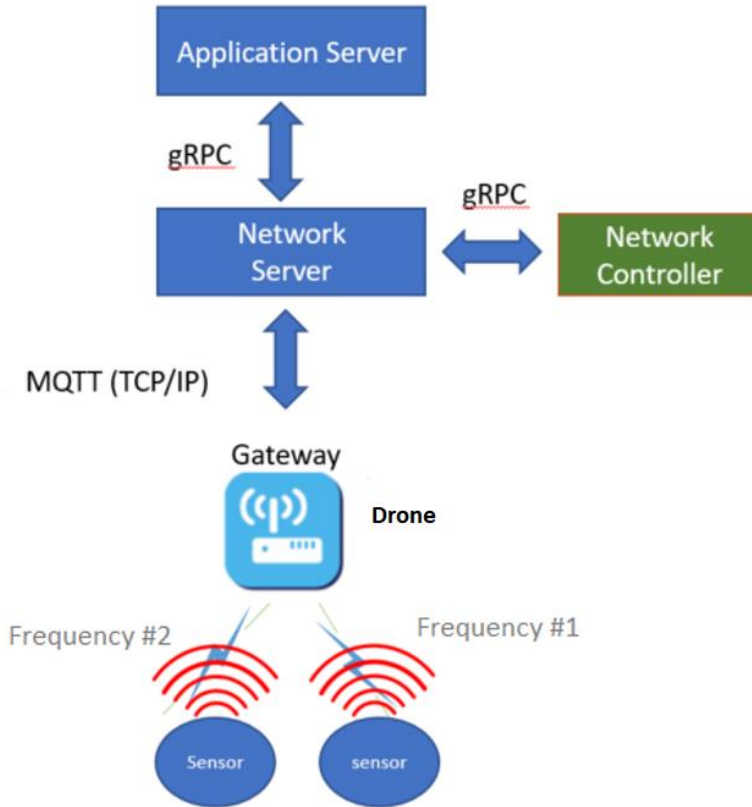 Application Server
gRPC
gRPC
Network
Server
Network
Controller
MQTT (TCP/IP)
Gateway
Drone
Frequency #2
Frequency #1
Sensor
sensor